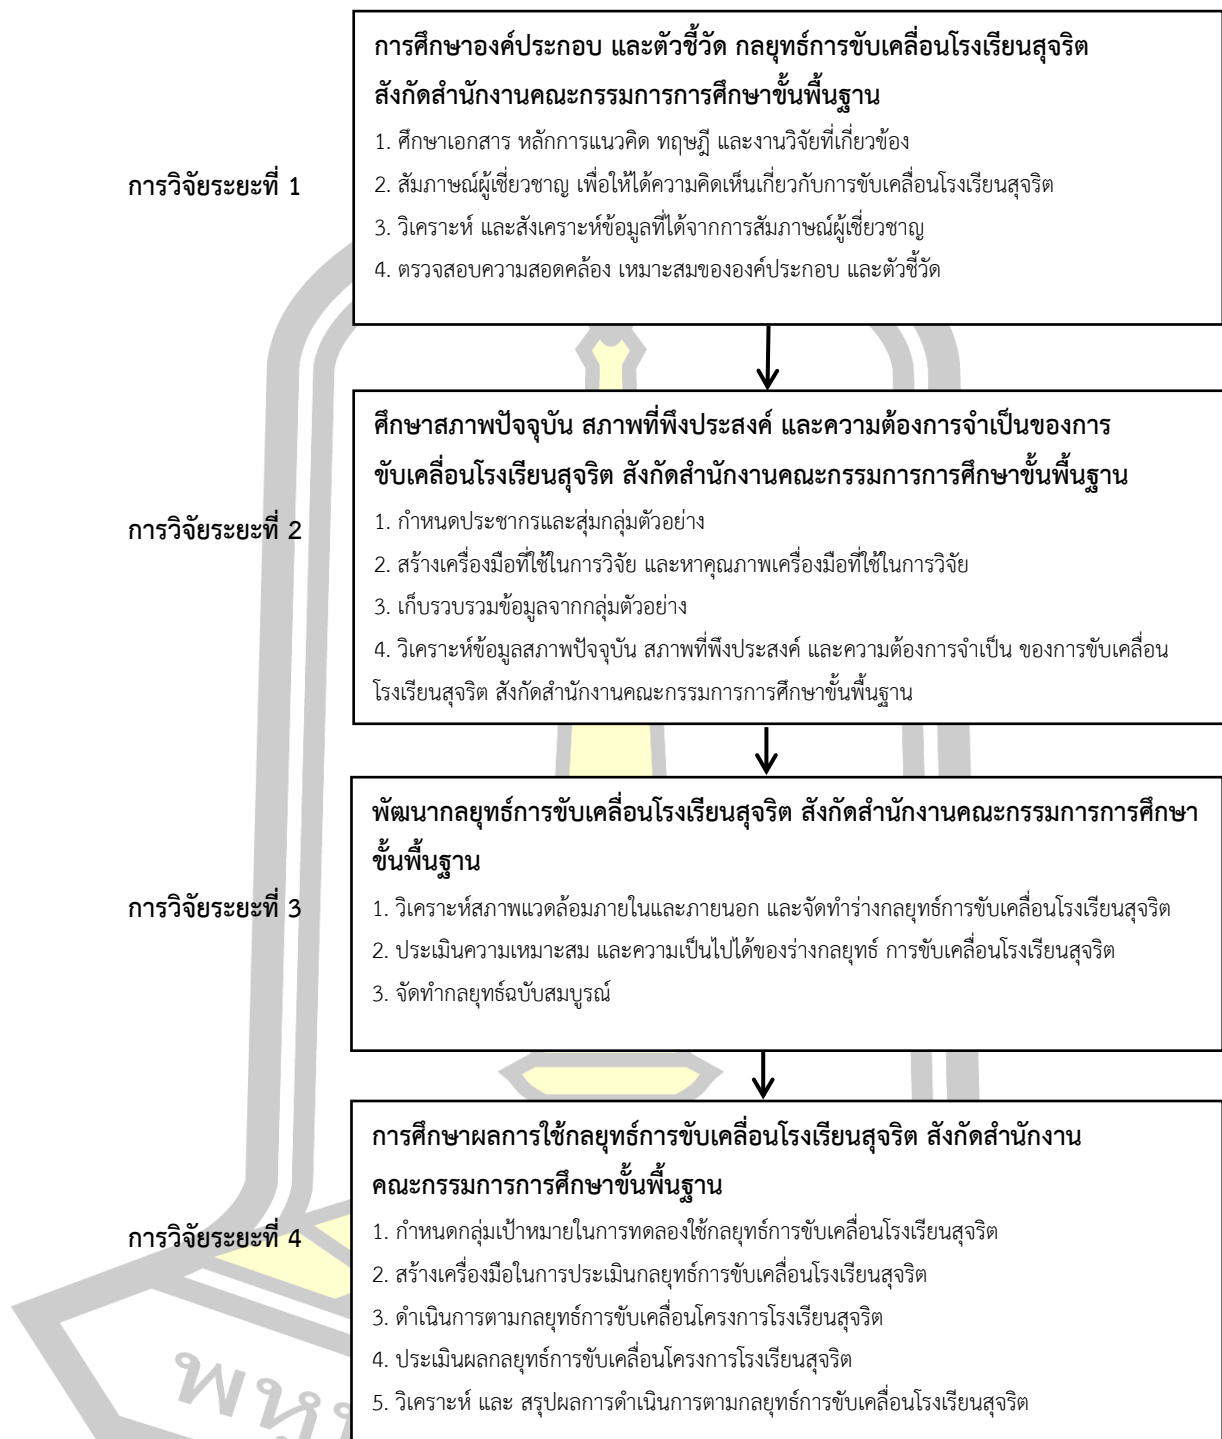 การศึกษาองค์ประกอบ และตัวชี้วัด กลยุทธ์การขับเคลื่อนโรงเรียนสุจริต
สังกัดสำนักงานคณะกรรมการการศึกษาขั้นพื้นฐาน
1. ศึกษาเอกสาร หลักการแนวคิด ทฤษฎี และงานวิจัยที่เกี่ยวข้อง
การวิจัยระยะที่ 1
2. สัมภาษณ์ผู้เชี่ยวชาญ เพื่อให้ได้ความคิดเห็นเกี่ยวกับการขับเคลื่อนโรงเรียนสุจริต
3. วิเคราะห์ และสังเคราะห์ข้อมูลที่ได้จากการสัมภาษณ์ผู้เชี่ยวชาญ
4. ตรวจสอบความสอดคล้อง เหมาะสมขององค์ประกอบ และตัวชี้วัด
ศึกษาสภาพปัจจุบัน สภาพที่พึงประสงค์ และความต้องการจำเป็นของการ
ขับเคลื่อนโรงเรียนสุจริต สังกัดสำนักงานคณะกรรมการการศึกษาขั้นพื้นฐาน
การวิจัยระยะที่ 2
1. กำหนดประชากรและสุ่มกลุ่มตัวอย่าง
2. สร้างเครื่องมือที่ใช้ในการวิจัย และหาคุณภาพเครื่องมือที่ใช้ในการวิจัย
3. เก็บรวบรวมข้อมูลจากกลุ่มตัวอย่าง
4. วิเคราะห์ข้อมูลสภาพปัจจุบัน สภาพที่พึงประสงค์ และความต้องการจำเป็น ของการขับเคลื่อน
โรงเรียนสุจริต สังกัดสำนักงานคณะกรรมการการศึกษาขั้นพื้นฐาน
พัฒนากลยุทธ์การขับเคลื่อนโรงเรียนสุจริต สังกัดสำนักงานคณะกรรมการการศึกษา
ขั้นพื้นฐาน
การวิจัยระยะที่ 3
1. วิเคราะห์สภาพแวดล้อมภายในและภายนอก และจัดทำร่างกลยุทธ์การขับเคลื่อนโรงเรียนสุจริต
2. ประเมินความเหมาะสม และความเป็นไปได้ของร่างกลยุทธ์ การขับเคลื่อนโรงเรียนสุจริต
3. จัดทำกลยุทธ์ฉบับสมบูรณ์
การศึกษาผลการใช้กลยุทธ์การขับเคลื่อนโรงเรียนสุจริต สังกัดสำนักงาน
คณะกรรมการการศึกษาขั้นพื้นฐาน
การวิจัยระยะที่ 4
1. กำหนดกลุ่มเป้าหมายในการทดลองใช้กลยุทธ์การขับเคลื่อนโรงเรียนสุจริต
2. สร้างเครื่องมือในการประเมินกลยุทธ์การขับเคลื่อนโรงเรียนสุจริต
3. ดำเนินการตามกลยุทธ์การขับเคลื่อนโครงการโรงเรียนสุจริต
4. ประเมินผลกลยุทธ์การขับเคลื่อนโครงการโรงเรียนสุจริต
5. วิเคราะห์ และ สรุปผลการดำเนินการตามกลยุทธ์การขับเคลื่อนโรงเรียนสุจริต